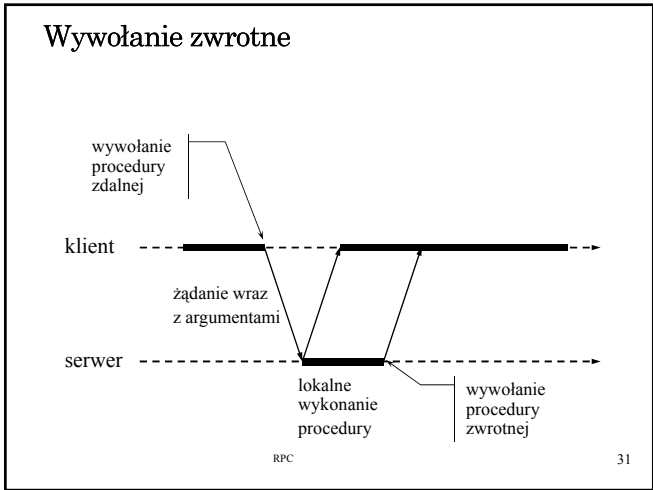 Wywołanie zwrotne
wywołanie
procedury
zdalnej
klient
żądanie wraz
z argumentami
serwer
lokalne
wykonanie
procedury
wywołanie
procedury
zwrotnej
RPC
31